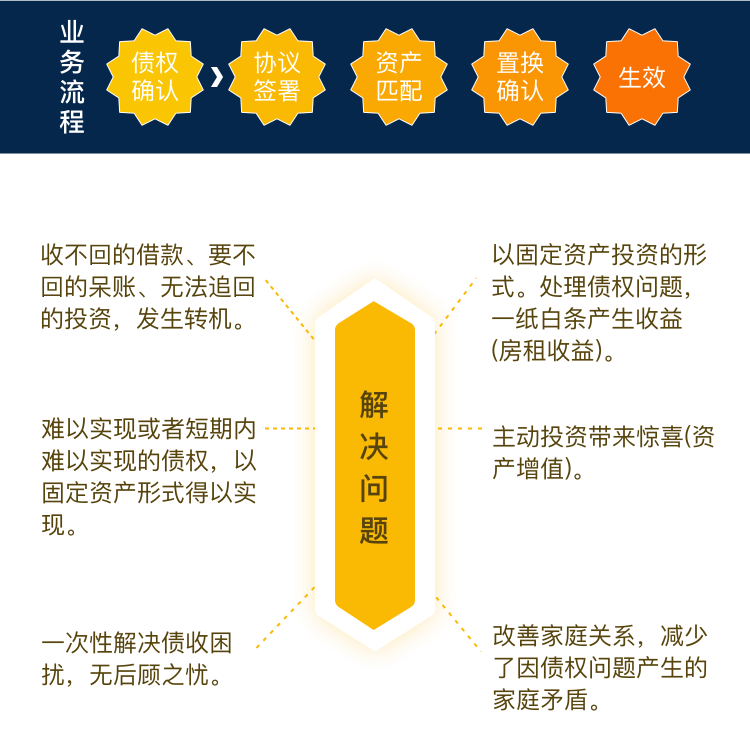 业务流程
债权
确认
协议
签署
资产
匹配
置换
确认
生效
收不回的借款、要不
回的呆账、无法追回
的投资，发生转机。
以固定资产投资的形
式。处理债权问题，
一纸白条产生收益
(房租收益)。
解决问题
难以实现或者短期内
难以实现的债权，以
固定资产形式得以实
现。
主动投资带来惊喜(资
产增值)。
一次性解决债收困
扰，无后顾之忧。
改善家庭关系，减少
了因债权问题产生的
家庭矛盾。